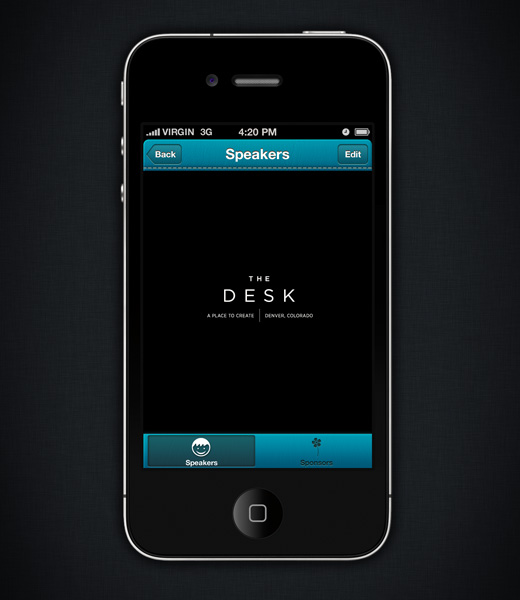 VIRGIN 3G 4:20 PM
Back Speakers Edit
THE
DESK
A PLACE TO CREATE | DENVER, COLORADO
Speakers Sponsors